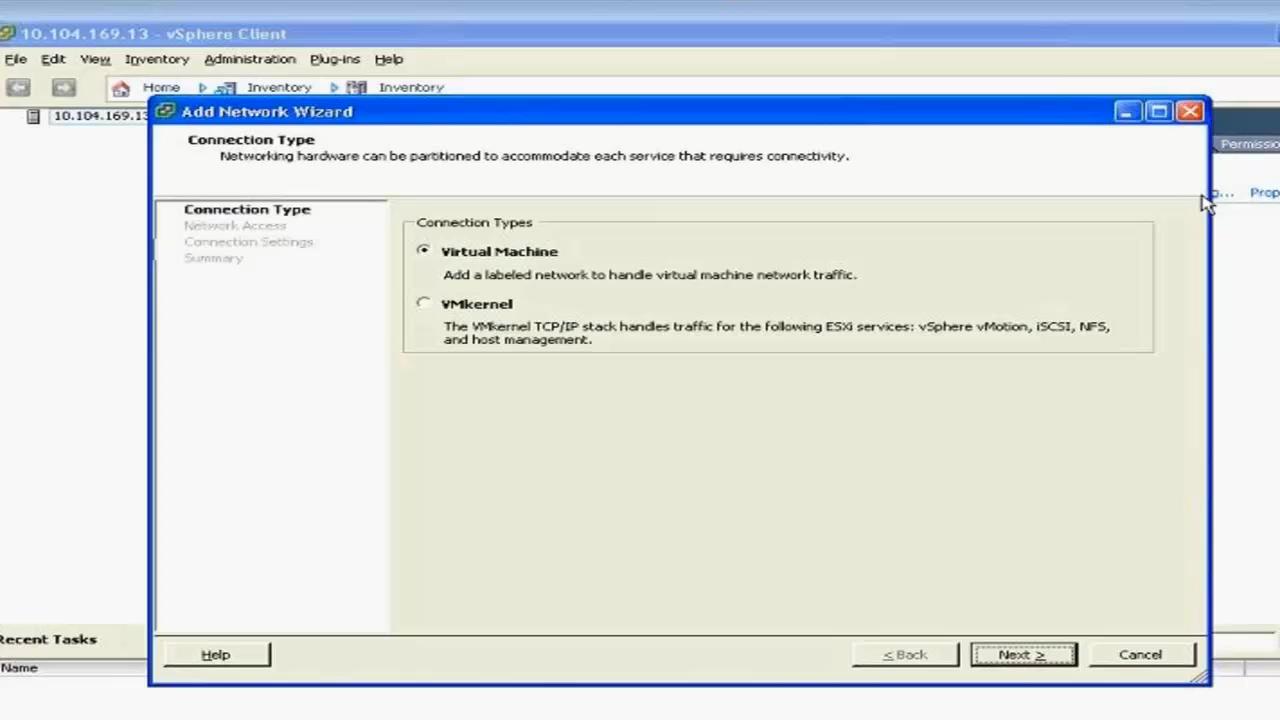 10.104.169.13 - vSphere Client
File Edit View Inventory Administration Plug-ins Help
Home Inventory Inventory
10.104.169.13
Add Network Wizard
Connection Type
Networking hardware can be partitioned to accommodate each service that requires connectivity.
Permissio
g... Prop
Connection Type
Network Access
Connection Settings
Summary
Connection Types
Virtual Machine
Add a labeled network to handle virtual machine network traffic.
VMkernel
The VMkernel TCP/IP stack handles traffic for the following ESXi services: vSphere vMotion, iSCSI, NFS,
and host management.
Recent Tasks
Name
Help < Back Next > Cancel